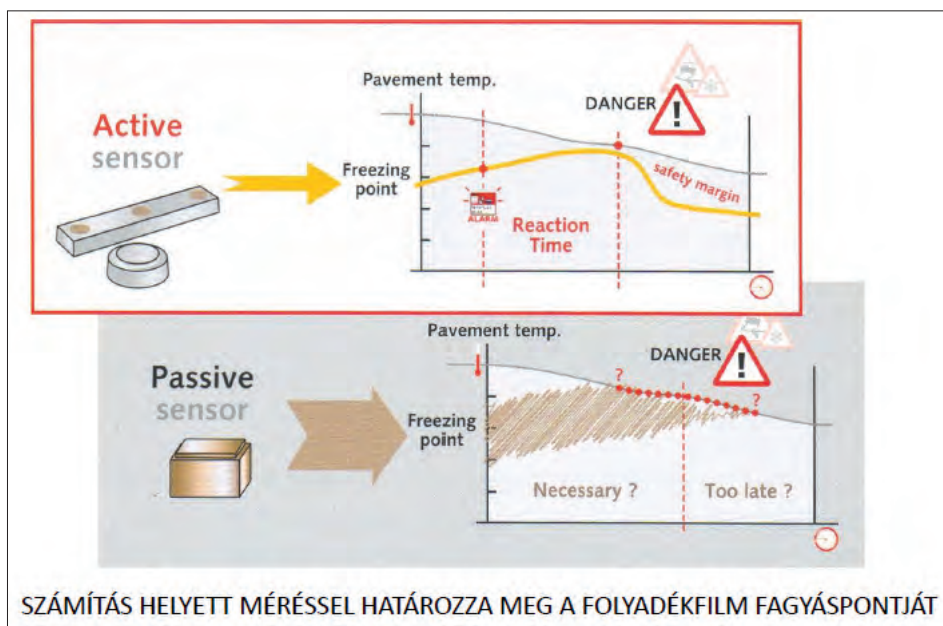 Pavement temp.
DANGER
!
Active
sensor
Freezing
point
safety margin
ALARM
Reaction
Time
Pavement temp.
DANGER
!
Passive
sensor
?
?
Freezing
point
Necessary ?
Too late ?
SZÁMÍTÁS HELYETT MÉRÉSSEL HATÁROZZA MEG A FOLYADÉKFILM FAGYÁSPONTJÁT